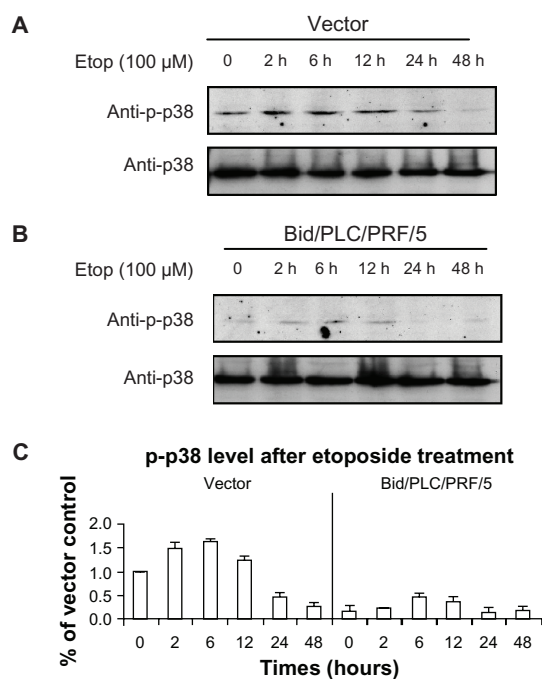 A
Vector
Etop (100 µM) 0 2 h 6 h 12 h 24 h 48 h
Anti-p-p38
Anti-p38
B
Bid/PLC/PRF/5
Etop (100 µM) 0 2 h 6 h 12 h 24 h 48 h
Anti-p-p38
Anti-p38
C
p-p38 level after etoposide treatment
Vector Bid/PLC/PRF/5
% of vector control
2.0
1.5
1.0
0.5
0.0
0 2 6 12 24 48 0 2 6 12 24 48
Times (hours)